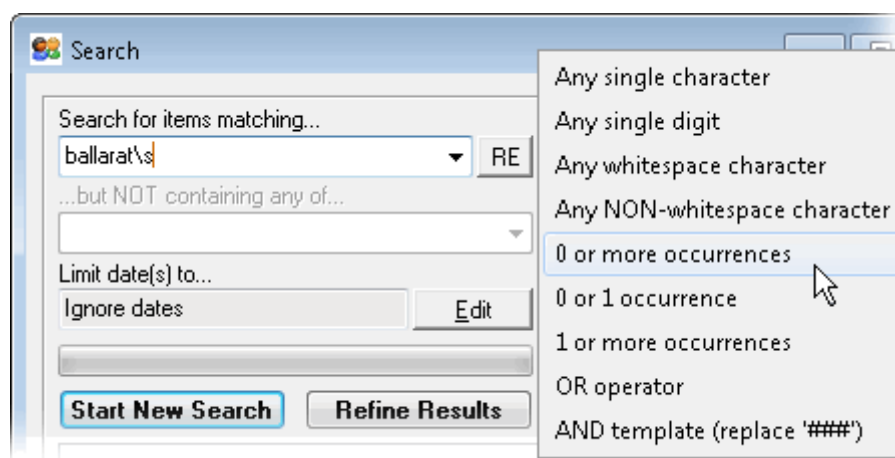 Search
Search for items matching...
ballarat\s
RE
...but NOT containing any of...
Limit date(s) to...
Ignore dates
Edit
Start New Search
Refine Results
Any single character
Any single digit
Any whitespace character
Any NON-whitespace character
0 or more occurrences
0 or 1 occurrence
1 or more occurrences
OR operator
AND template (replace '###')